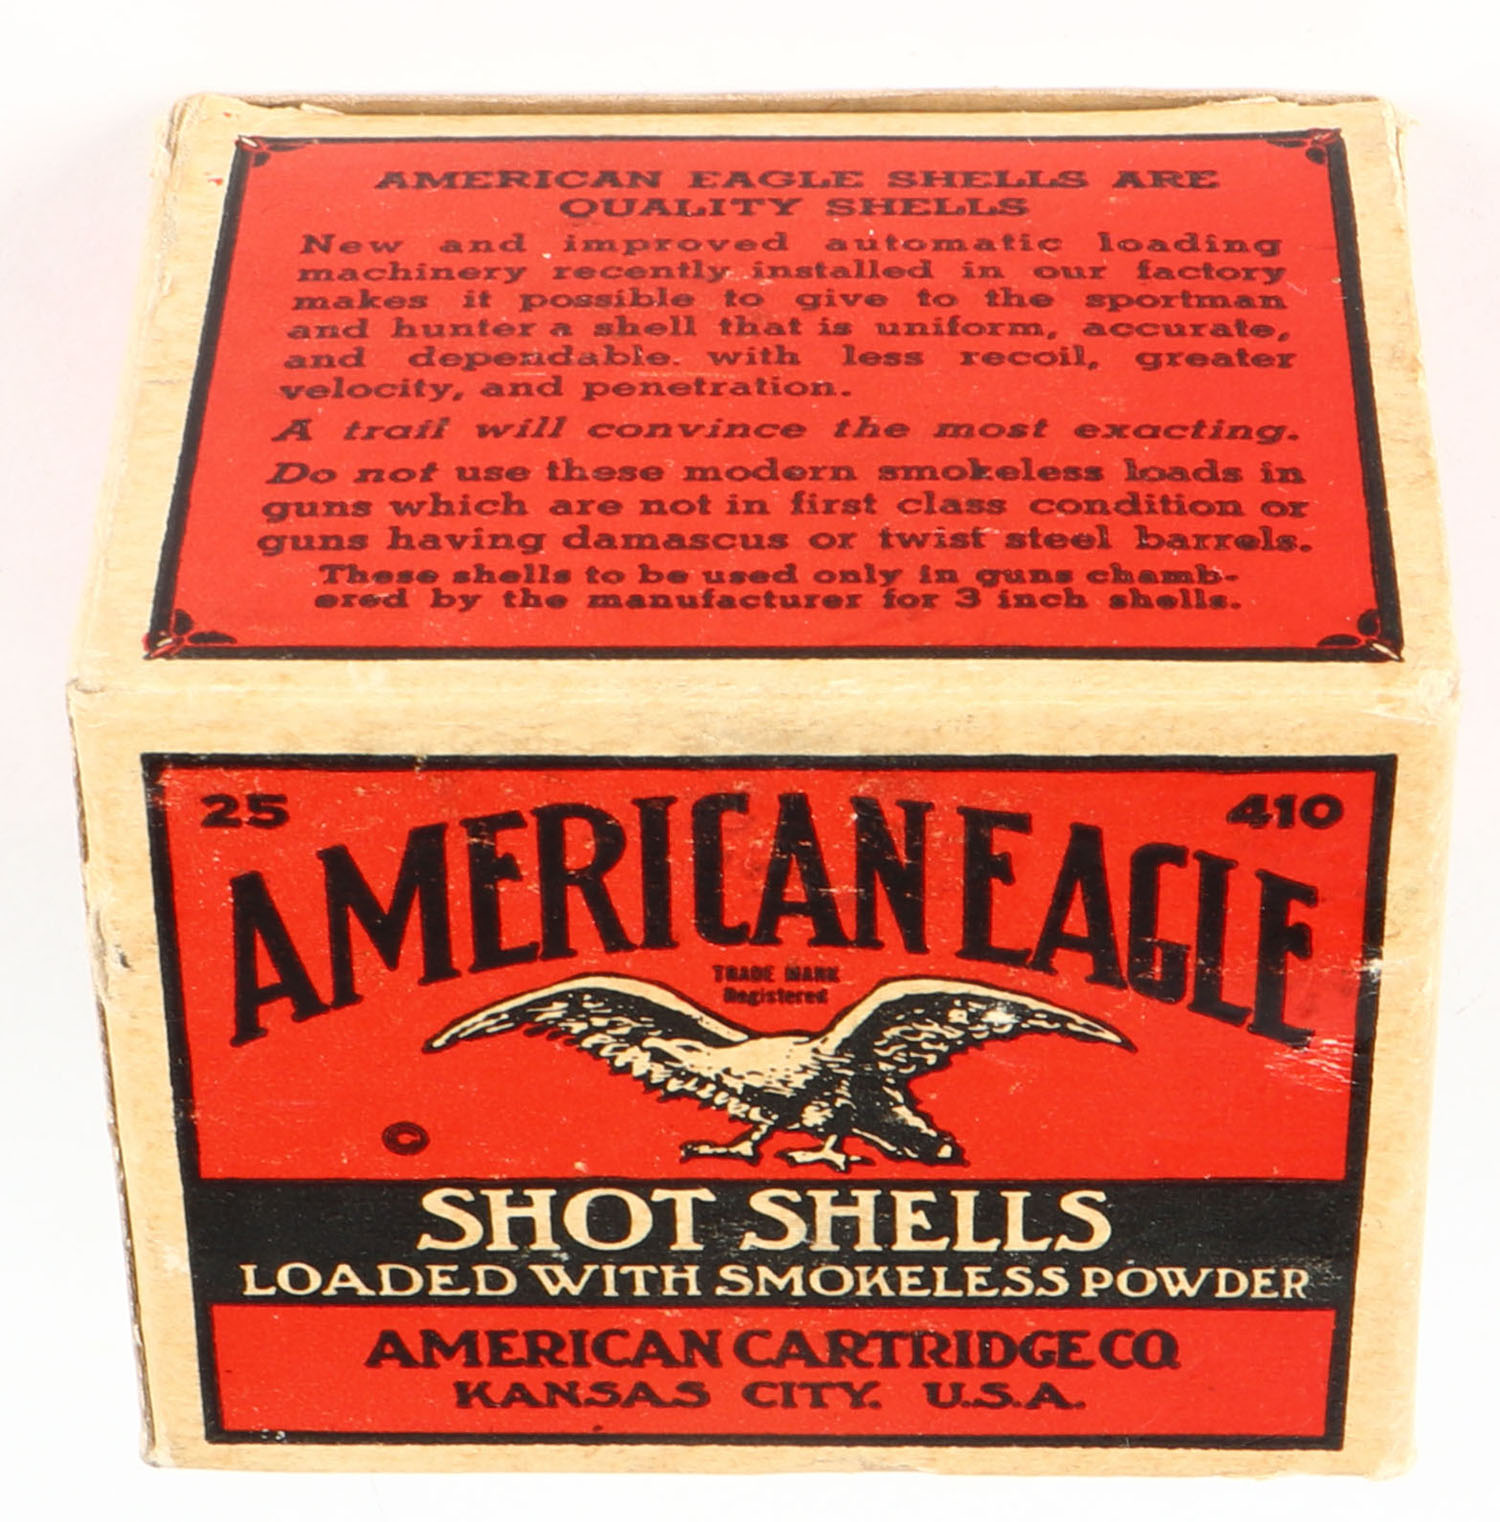 AMERICAN EAGLE SHELLS ARE
QUALITY SHELLS
New and improved automatic loading
machinery recently installed in our factory
makes it possible to give to the sportman
and hunter a shell that is uniform, accurate,
and dependable. with less recoil, greater
velocity, and penetration.
A trail will convince the most exacting.
Do not use these modern smokeless loads in
guns which are not in first class condition or
guns having damascus or twist steel barrels.
These shells to be used only in guns chamb-
ered by the manufacturer for 3 inch shells.
25 410
AMERICAN EAGLE
TRADE MARK
Registered
©
SHOT SHELLS
LOADED WITH SMOKELESS POWDER
AMERICAN CARTRIDGE CO
KANSAS CITY. U.S.A.